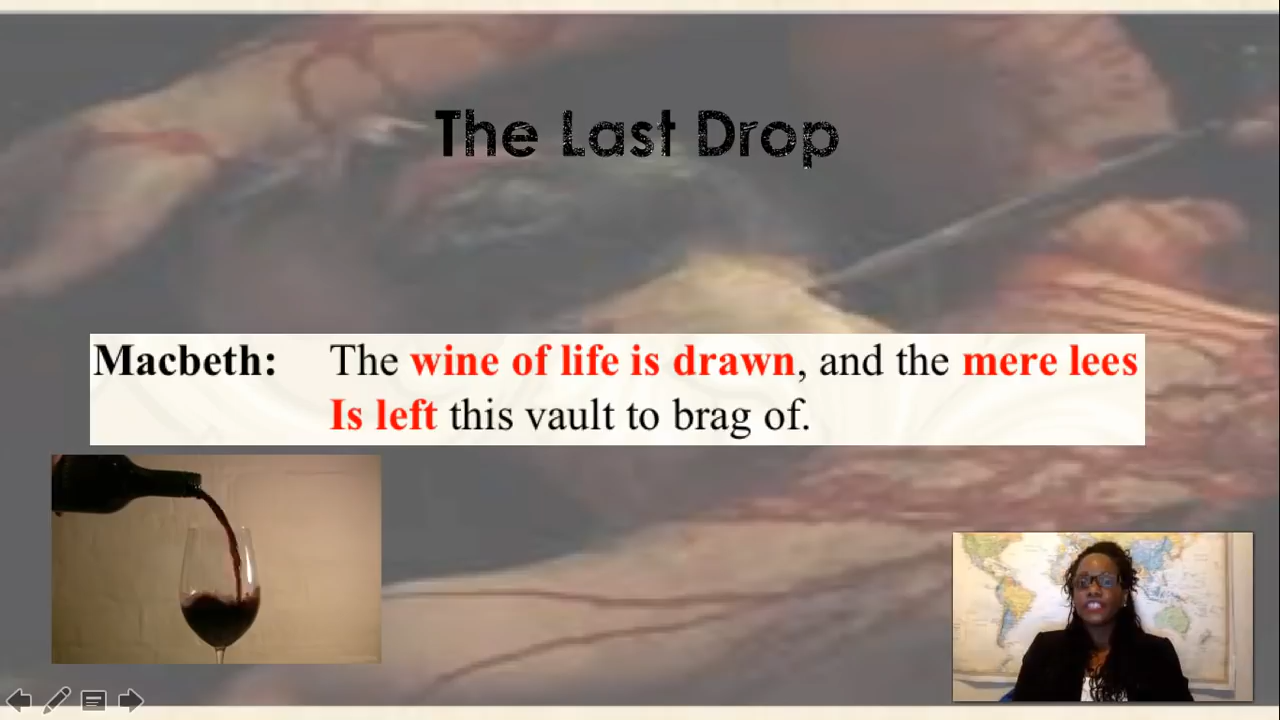 The Last Drop
Macbeth: The wine of life is drawn, and the mere lees
Is left this vault to brag of.